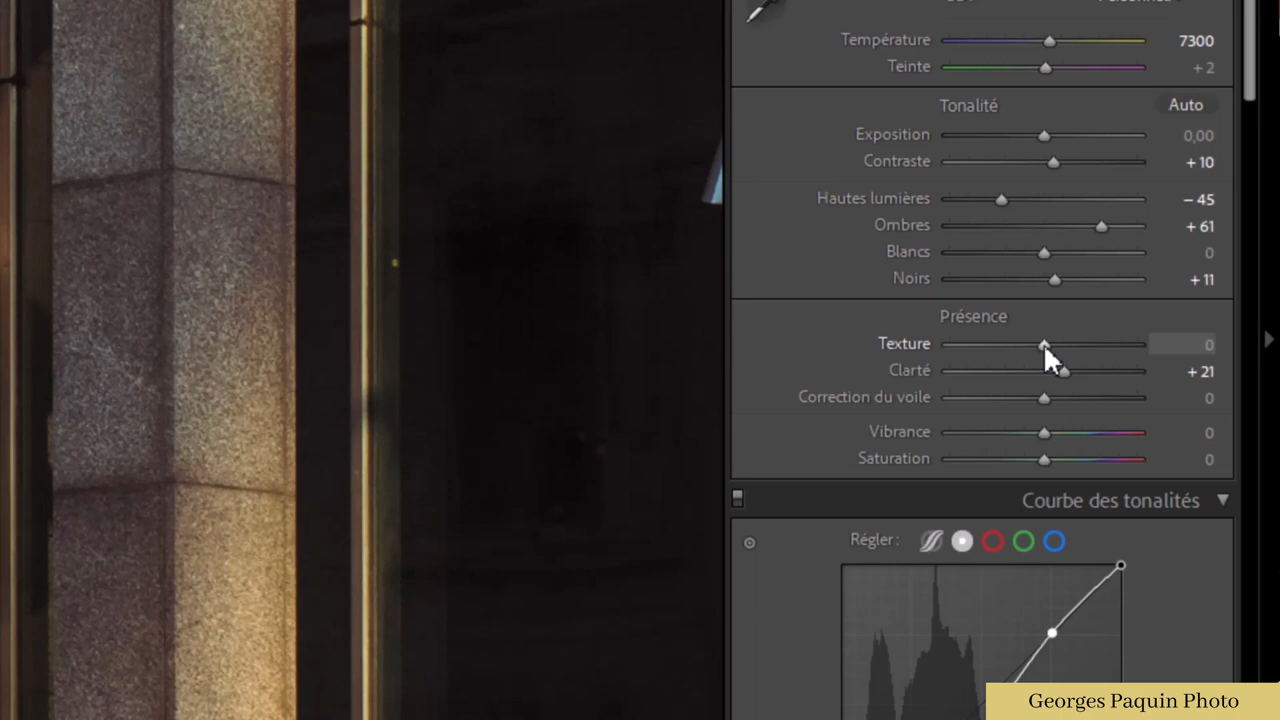 Température 7300
Teinte + 2
Tonalité Auto
Exposition 0,00
Contraste + 10
Hautes lumières − 45
Ombres + 61
Blancs 0
Noirs + 11
Présence
Texture 0
Clarté + 21
Correction du voile 0
Vibrance 0
Saturation 0
Courbe des tonalités
Régler :
Georges Paquin Photo